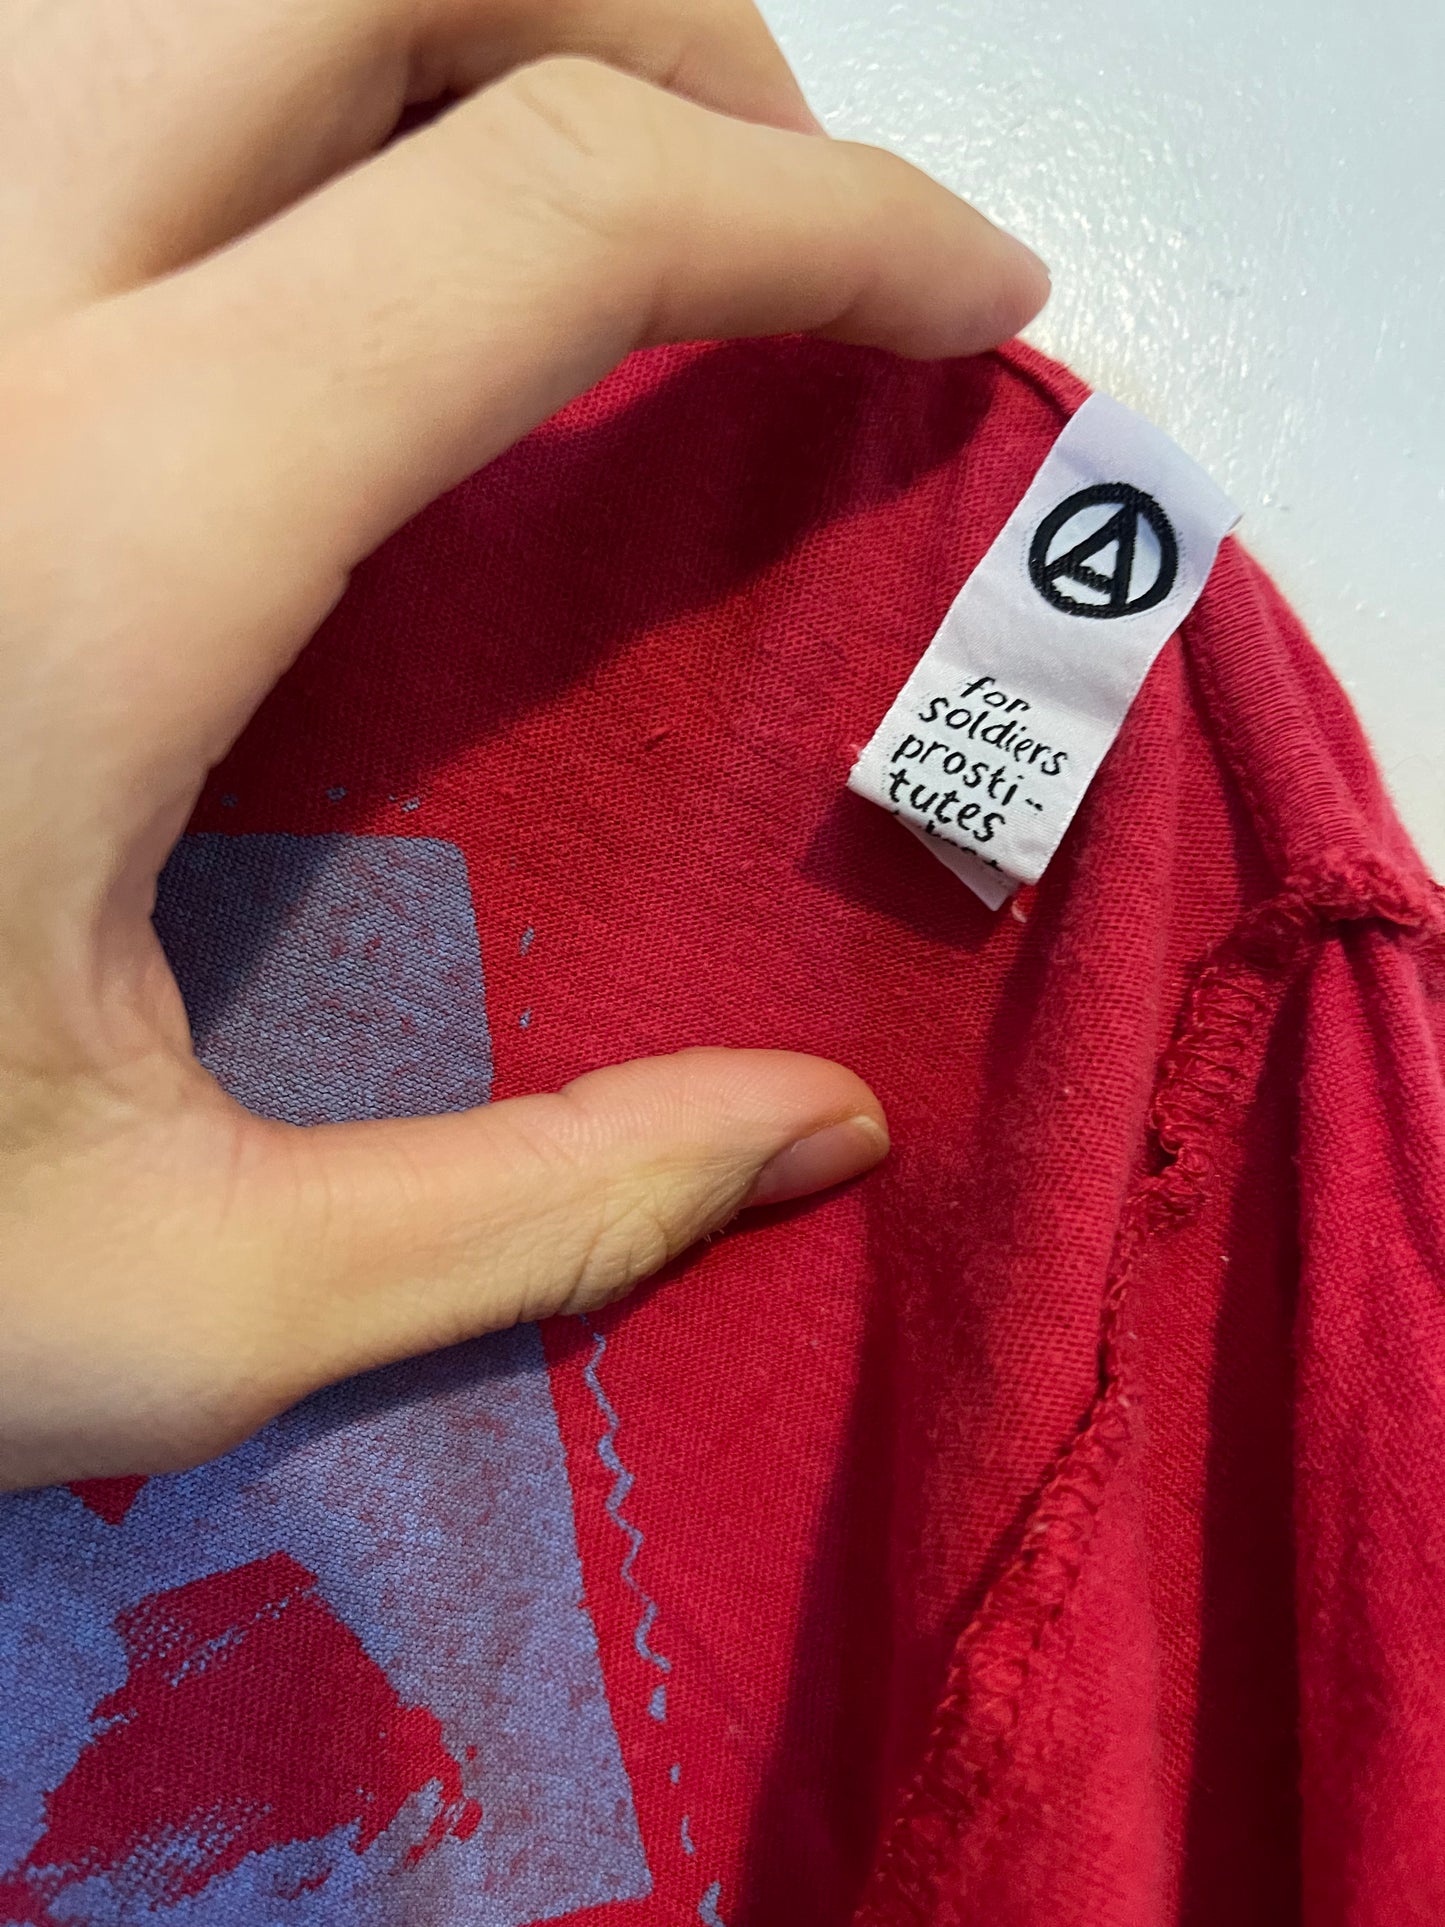 for
soldiers
prosti-
tutes